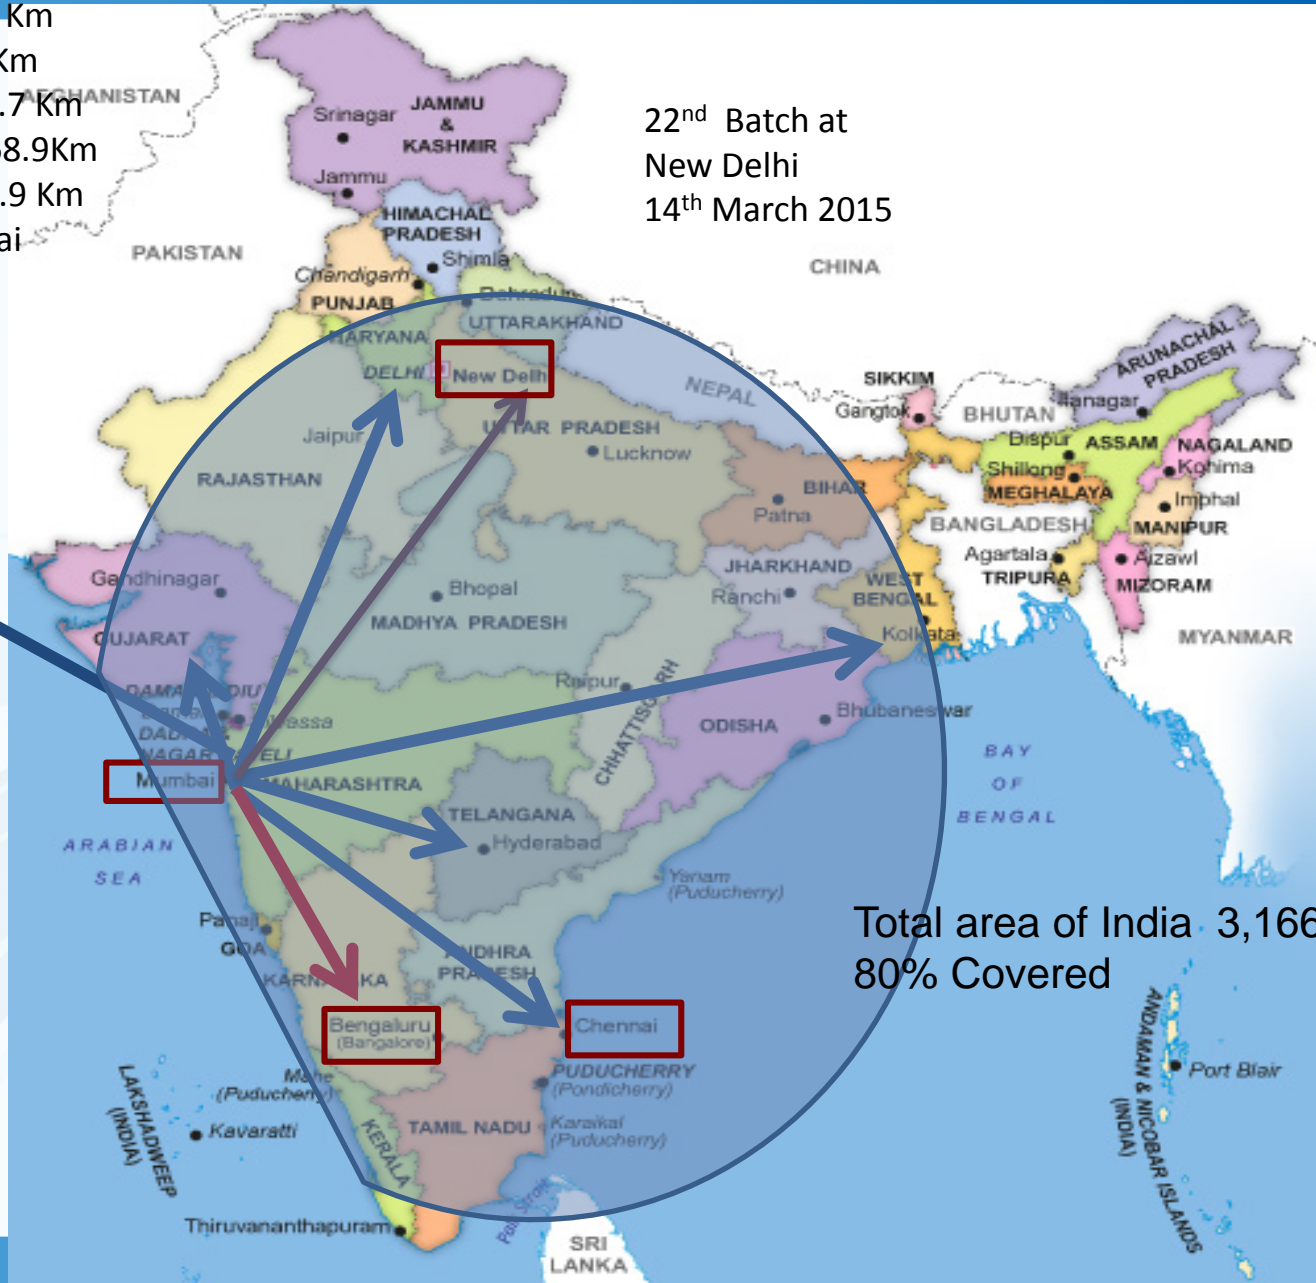 Km
Km
.7 Km
8.9Km
.9 Km
ai
22nd Batch at
New Delhi
14th March 2015
AFGHANISTAN
PAKISTAN
CHINA
Srinagar
JAMMU
&
KASHMIR
Jammu
HIMACHAL
PRADESH
Shimla
Chandigarh
PUNJAB
Dehradun
UTTARAKHAND
HARYANA
DELHI
New Delh
NEPAL
SIKKIM
Gangtok
BHUTAN
ARUNACHAL
PRADESH
Itanagar
Dispur
ASSAM
NAGALAND
Shillong
Kohima
MEGHALAYA
Imphal
BANGLADESH
MANIPUR
Agartala
Aizawl
TRIPURA
MIZORAM
MYANMAR
Jaipur
UTTAR PRADESH
Lucknow
RAJASTHAN
BIHAR
Patna
JHARKHAND
Ranchi
WEST
BENGAL
Kolkata
Gandhinagar
Bhopal
GUJARAT
MADHYA PRADESH
Raipur
CHHATTISGARH
ODISHA
Bhubaneswar
NAGAR
Mumbai
MAHARASHTRA
TELANGANA
Hyderabad
BAY
OF
BENGAL
ARABIAN
SEA
Yanam
(Puducherry)
Panaji
GOA
KARNATAKA
ANDHRA
PRADESH
Total area of India 3,166
80% Covered
Bengaluru
(Bangalore)
Chennai
Mahe
(Puducherry)
PUDUCHERRY
(Pondicherry)
LAKSHADWEEP
(INDIA)
Kavaratti
KERALA
TAMIL NADU
Karaikal
(Puducherry)
ANDAMAN & NICOBAR ISLANDS
(INDIA)
Port Blair
Thiruvananthapuram
SRI
LANKA